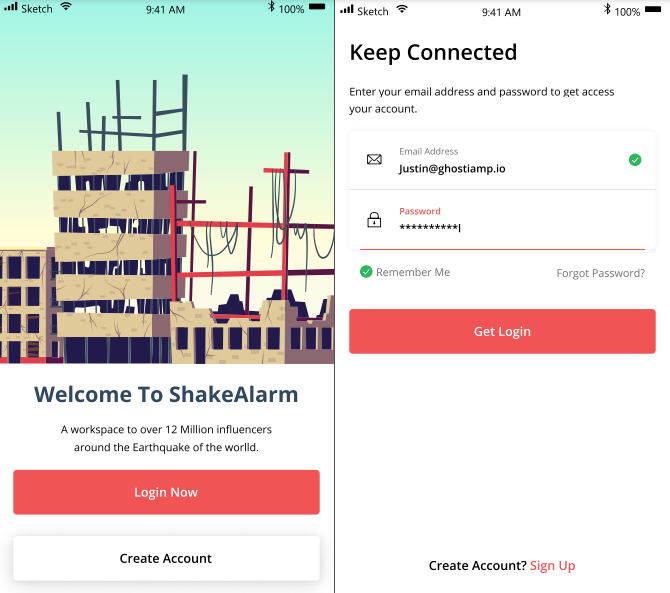 Sketch 9:41 AM 100%
Welcome To ShakeAlarm
A workspace to over 12 Million influencers
around the Earthquake of the worlld.
Login Now
Create Account
Sketch 9:41 AM 100%
Keep Connected
Enter your email address and password to get access
your account.
Email Address
Justin@ghostiamp.io
Password
**********
Remember Me Forgot Password?
Get Login
Create Account? Sign Up